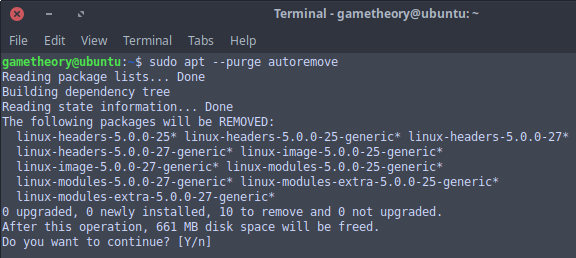 Terminal - gametheory@ubuntu: ~
File Edit View Terminal Tabs Help
gametheory@ubuntu:~$ sudo apt --purge autoremove
Reading package lists... Done
Building dependency tree
Reading state information... Done
The following packages will be REMOVED:
linux-headers-5.0.0-25* linux-headers-5.0.0-25-generic* linux-headers-5.0.0-27*
linux-headers-5.0.0-27-generic* linux-image-5.0.0-25-generic*
linux-image-5.0.0-27-generic* linux-modules-5.0.0-25-generic*
linux-modules-5.0.0-27-generic* linux-modules-extra-5.0.0-25-generic*
linux-modules-extra-5.0.0-27-generic*
0 upgraded, 0 newly installed, 10 to remove and 0 not upgraded.
After this operation, 661 MB disk space will be freed.
Do you want to continue? [Y/n]